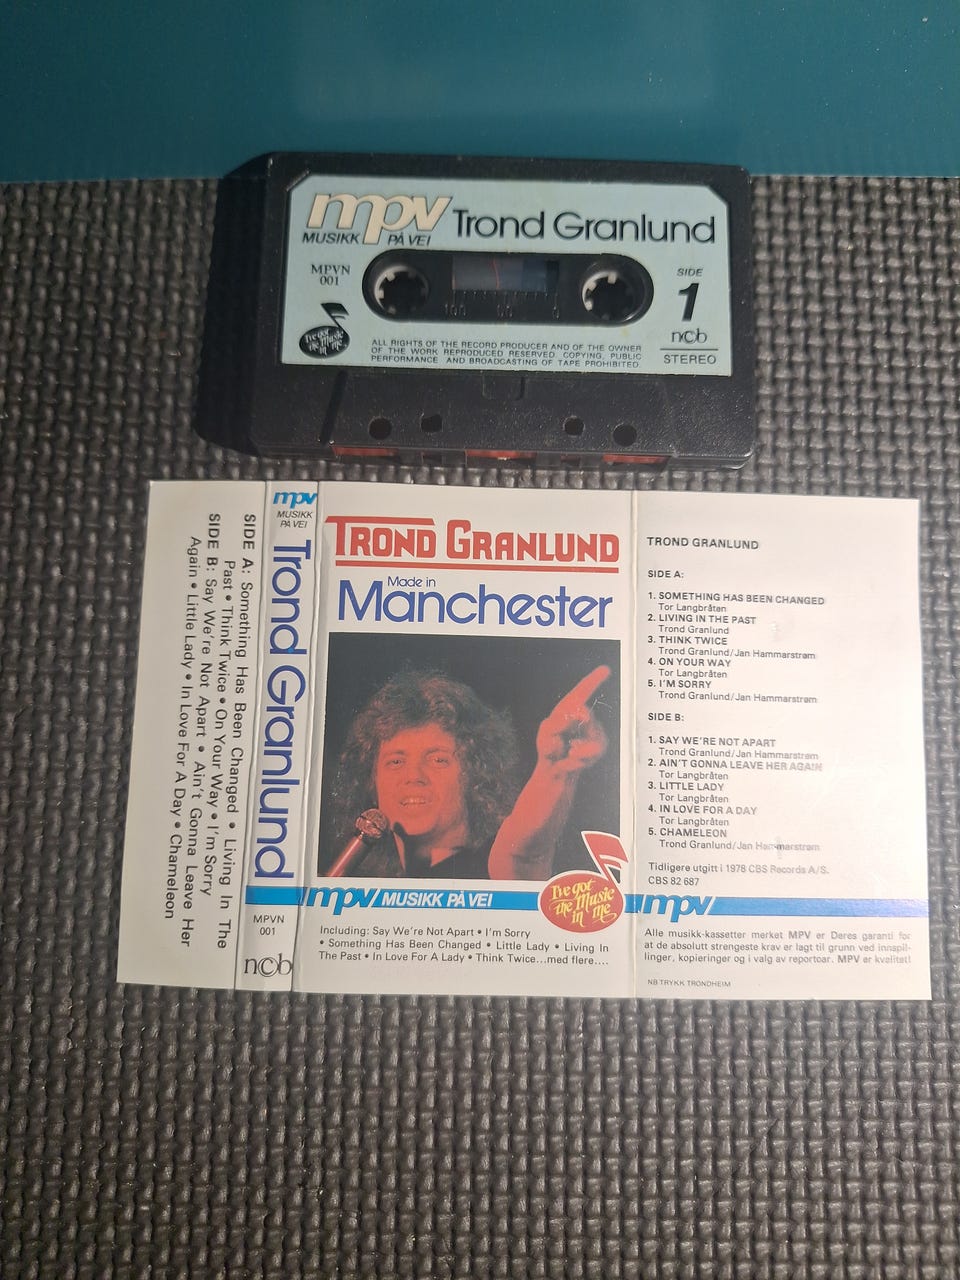 mpv
MUSIKK PÅ VEI
Trond Granlund
MPVN
001
SIDE
1
I've got
the Music
in me
ncb
STEREO
100 50 0
ALL RIGHTS OF THE RECORD PRODUCER AND OF THE OWNER
OF THE WORK REPRODUCED RESERVED. COPYING, PUBLIC
PERFORMANCE AND BROADCASTING OF TAPE PROHIBITED.
SIDE A: Something Has Been Changed • Living In The
Past • Think Twice • On Your Way • I'm Sorry
SIDE B: Say We're Not Apart • Ain't Gonna Leave Her
Again • Little Lady • In Love For A Day • Chameleon
mpv
MUSIKK
PÅ VEI
Trond Granlund
MPVN
001
ncb
TROND GRANLUND
Made in
Manchester
mpv MUSIKK PÅ VEI
I've got
the Music
in me
Including: Say We're Not Apart • I'm Sorry
• Something Has Been Changed • Little Lady • Living In
The Past • In Love For A Lady • Think Twice...med flere....
TROND GRANLUND
SIDE A:
1. SOMETHING HAS BEEN CHANGED
Tor Langbråten
2. LIVING IN THE PAST
Trond Granlund
3. THINK TWICE
Trond Granlund/Jan Hammarstrøm
4. ON YOUR WAY
Tor Langbråten
5. I'M SORRY
Trond Granlund/Jan Hammarstrøm
SIDE B:
1. SAY WE'RE NOT APART
Trond Granlund/Jan Hammarstrøm
2. AIN'T GONNA LEAVE HER AGAIN
Tor Langbråten
3. LITTLE LADY
Tor Langbråten
4. IN LOVE FOR A DAY
Tor Langbråten
5. CHAMELEON
Trond Granlund/Jan Hammarstrøm
Tidligere utgitt i 1978 CBS Records A/S.
CBS 82 687
mpv
Alle musikk-kassetter merket MPV er Deres garanti for
at de absolutt strengeste krav er lagt til grunn ved innspil-
linger, kopieringer og i valg av reportoar. MPV er kvalitet!
NB TRYKK TRONDHEIM